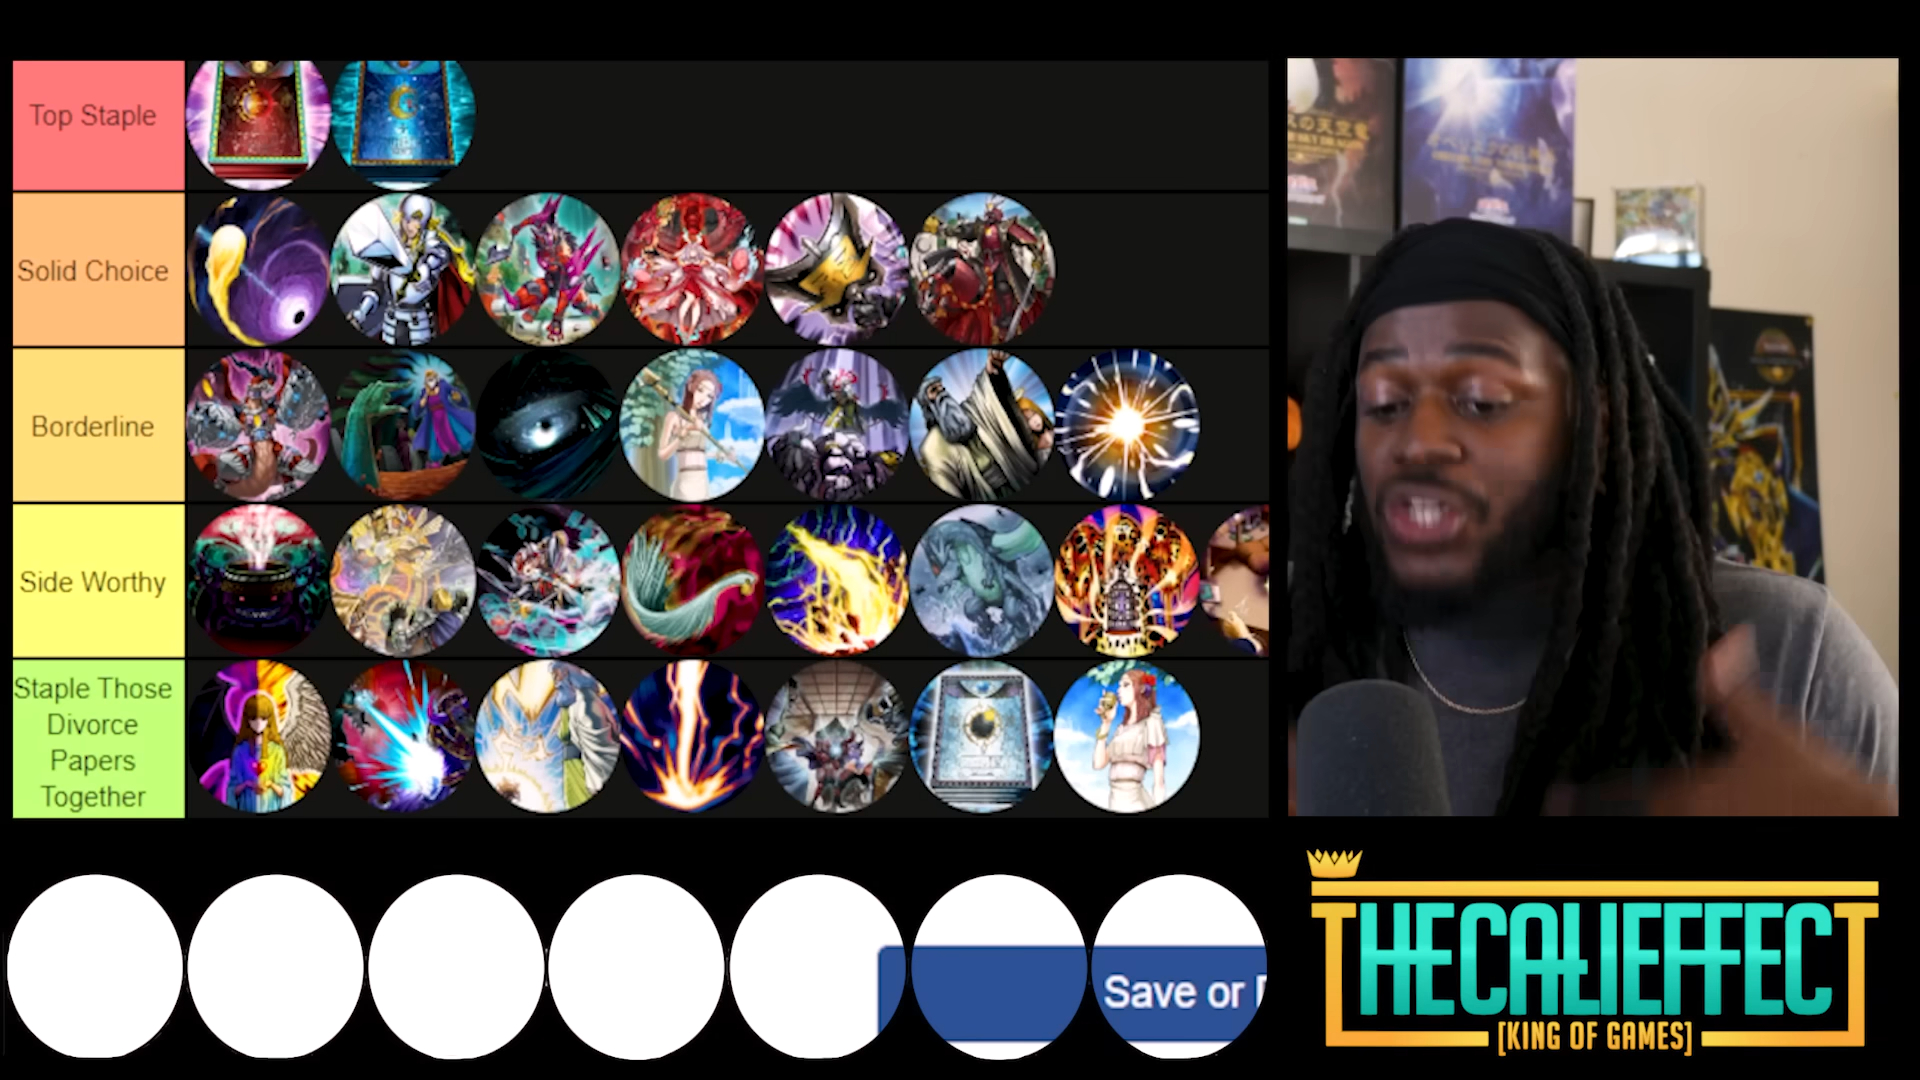 Top Staple
Solid Choice
Borderline
Side Worthy
Staple Those
Divorce
Papers
Together
Save or
THECALIEFFECT
[KING OF GAMES]